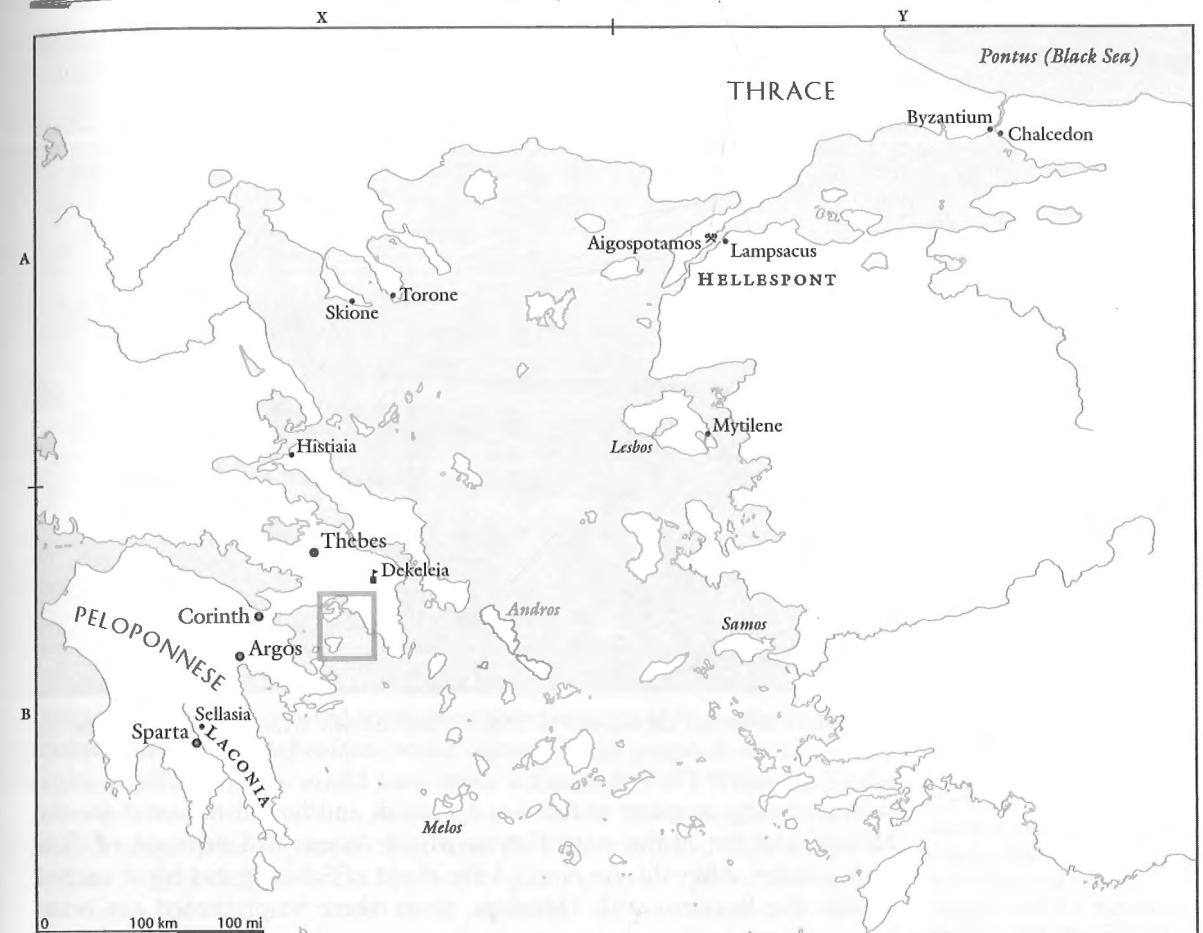 X
Y
Pontus (Black Sea)
THRACE
Byzantium
Chalcedon
A
Aigospotamos
Lampsacus
HELLESPONT
Torone
Skione
Histiaia
Mytilene
Lesbos
Thebes
Dekeleia
Corinth
Andros
Samos
PELOPONNESE
Argos
B
Sellasia
Sparta
LACONIA
Melos
0 100 km 100 mi